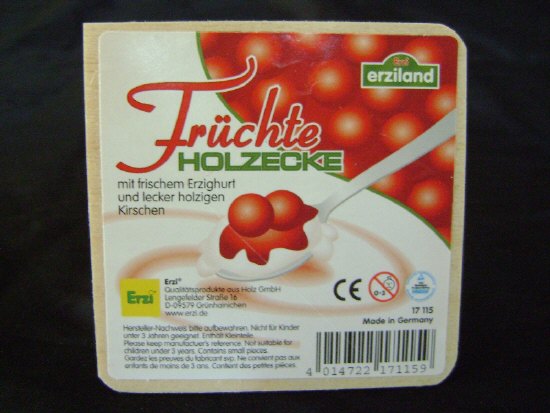 Erzi
erziland
Früchte
HOLZECKE
mit frischem Erzighurt
und lecker holzigen
Kirschen
Erzi
Erzi®
Qualitätsprodukte aus Holz GmbH
Lengefelder Straße 16
D-09579 Grünhainichen
www.erzi.de
CE
0-3
17 115
Made in Germany
Hersteller-Nachweis bitte aufbewahren. Nicht für Kinder
unter 3 Jahren geeignet. Enthält Kleinteile.
Please keep manufactuer's reference. Not suitable for
children under 3 years. Contains small pieces.
Gardez les preuves du fabricant svp. Ne convient pas aux
enfants de moins de 3 ans. Contient des petites pièces.
4 014722 171159